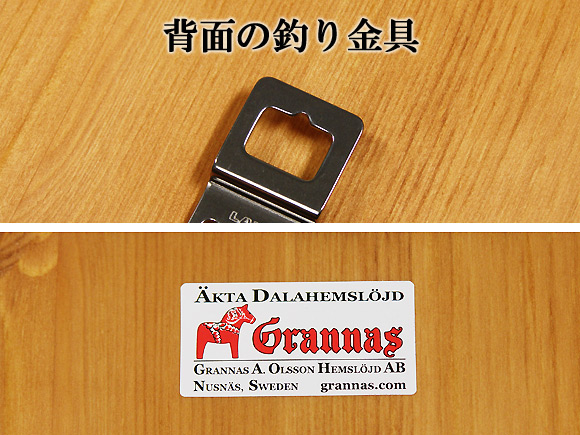 背面の釣り金具
ÄKTA DALAHEMSLÖJD
Grannas
GRANNAS A. OLSSON HEMSLÖJD AB
NUSNÄS, SWEDEN grannas.com